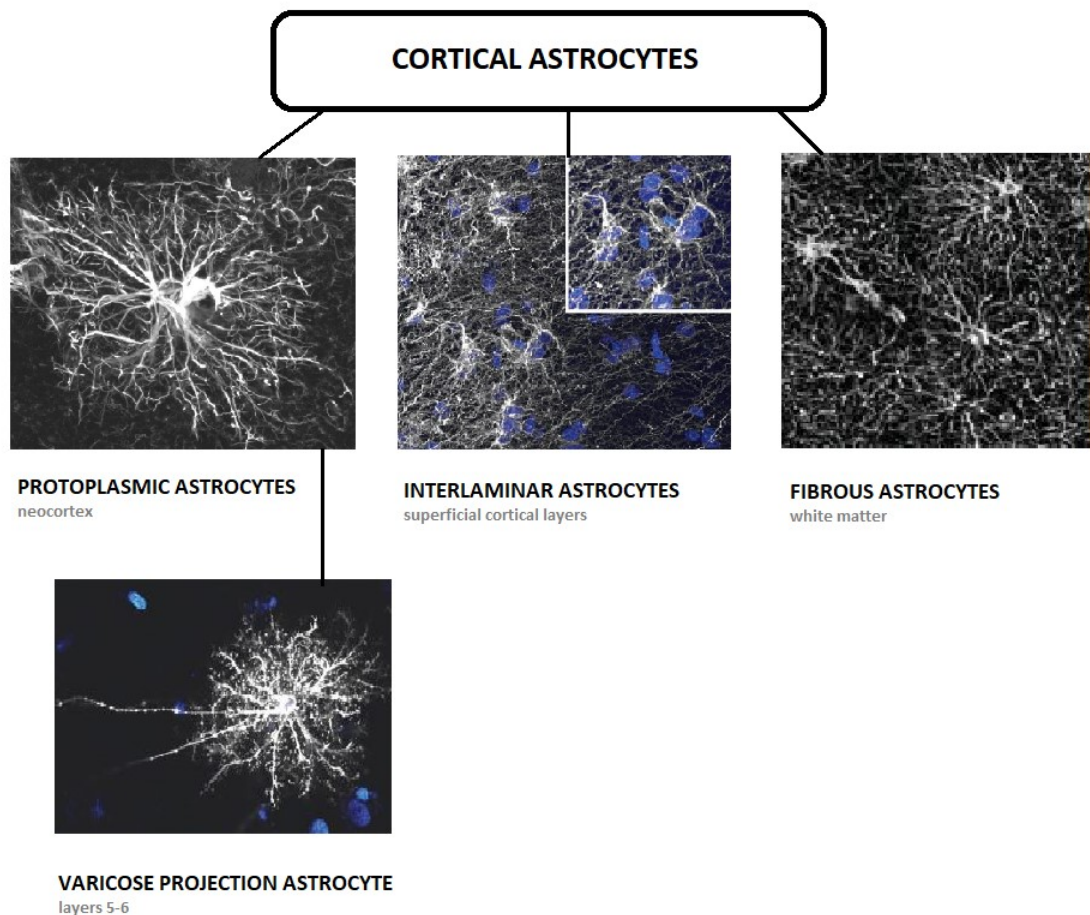 CORTICAL ASTROCYTES
PROTOPLASMIC ASTROCYTES
neocortex
INTERLAMINAR ASTROCYTES
superficial cortical layers
FIBROUS ASTROCYTES
white matter
VARICOSE PROJECTION ASTROCYTE
layers 5-6